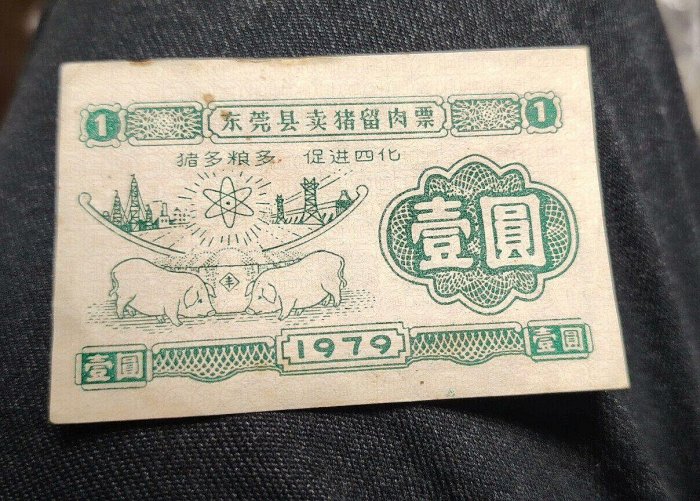 1 东莞县卖猪留肉票 1
猪多粮多 促进四化
壹圆
丰
壹圆 1979 壹圆